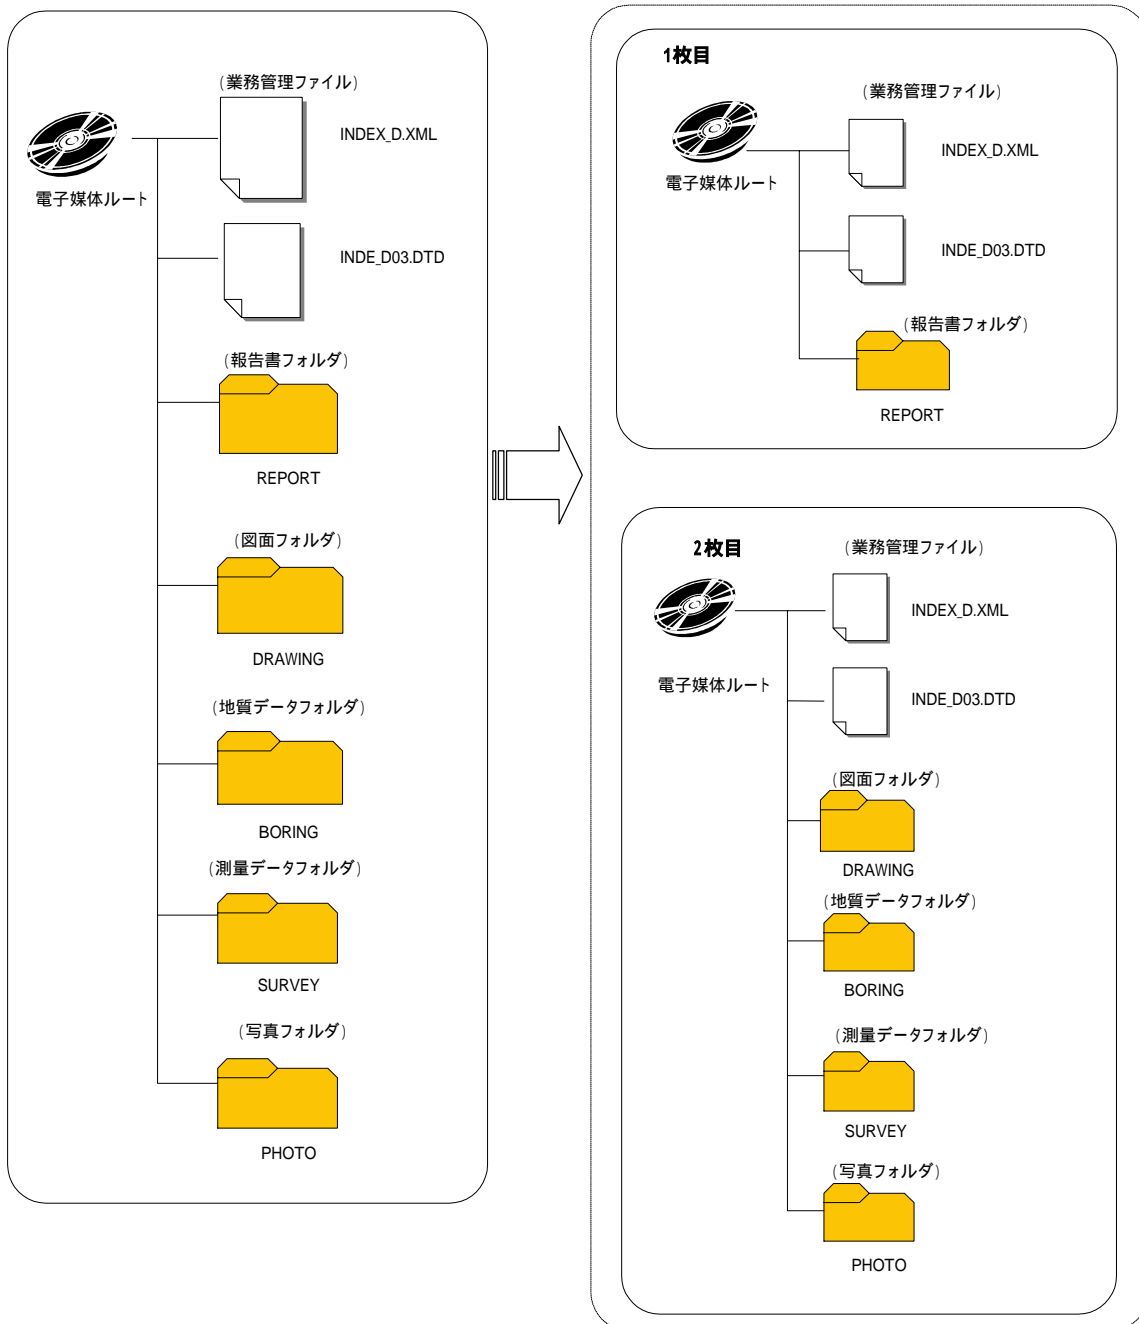 (業務管理ファイル)
INDEX_D.XML
電子媒体ルート
INDE_D03.DTD
(報告書フォルダ)
REPORT
(図面フォルダ)
DRAWING
(地質データフォルダ)
BORING
(測量データフォルダ)
SURVEY
(写真フォルダ)
PHOTO
1枚目
(業務管理ファイル)
INDEX_D.XML
電子媒体ルート
INDE_D03.DTD
(報告書フォルダ)
REPORT
2枚目
(業務管理ファイル)
INDEX_D.XML
電子媒体ルート
INDE_D03.DTD
(図面フォルダ)
DRAWING
(地質データフォルダ)
BORING
(測量データフォルダ)
SURVEY
(写真フォルダ)
PHOTO